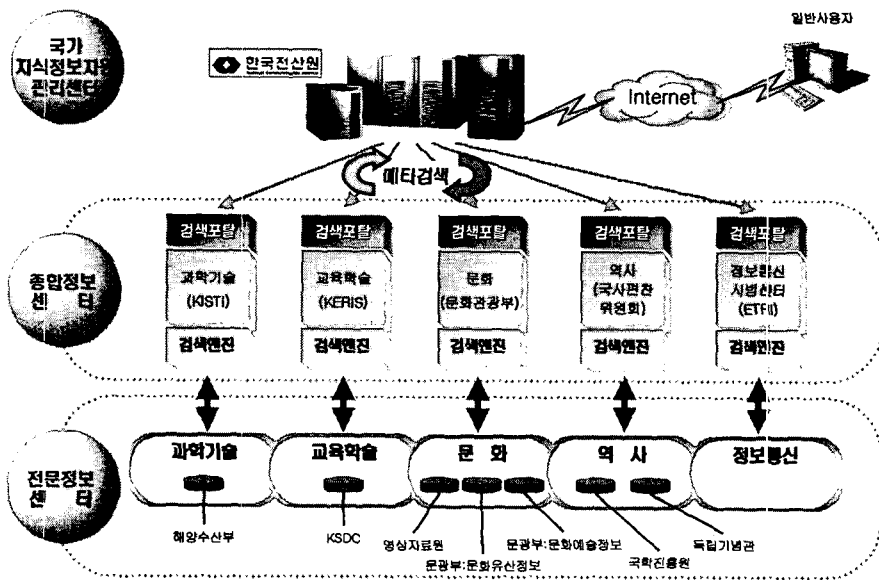 일반사용자
국가
지식정보자원
관리센터
한국전산원
Internet
메타검색
검색포탈
검색포탈
검색포탈
검색포탈
검색포탈
종합정보
센 터
과학기술
(KISTI)
교육학술
(KERIS)
문화
(문화관광부)
역사
(국사편찬
위원회)
정보통신
(ETRI)
검색엔진
검색엔진
검색엔진
검색엔진
검색엔진
전문정보
센 터
과학기술
교육학술
문 화
역 사
정보통신
해양수산부
KSDC
영상자료원
문광부:문화유산정보
문광부:문화예술정보
국학진흥원
독립기념관